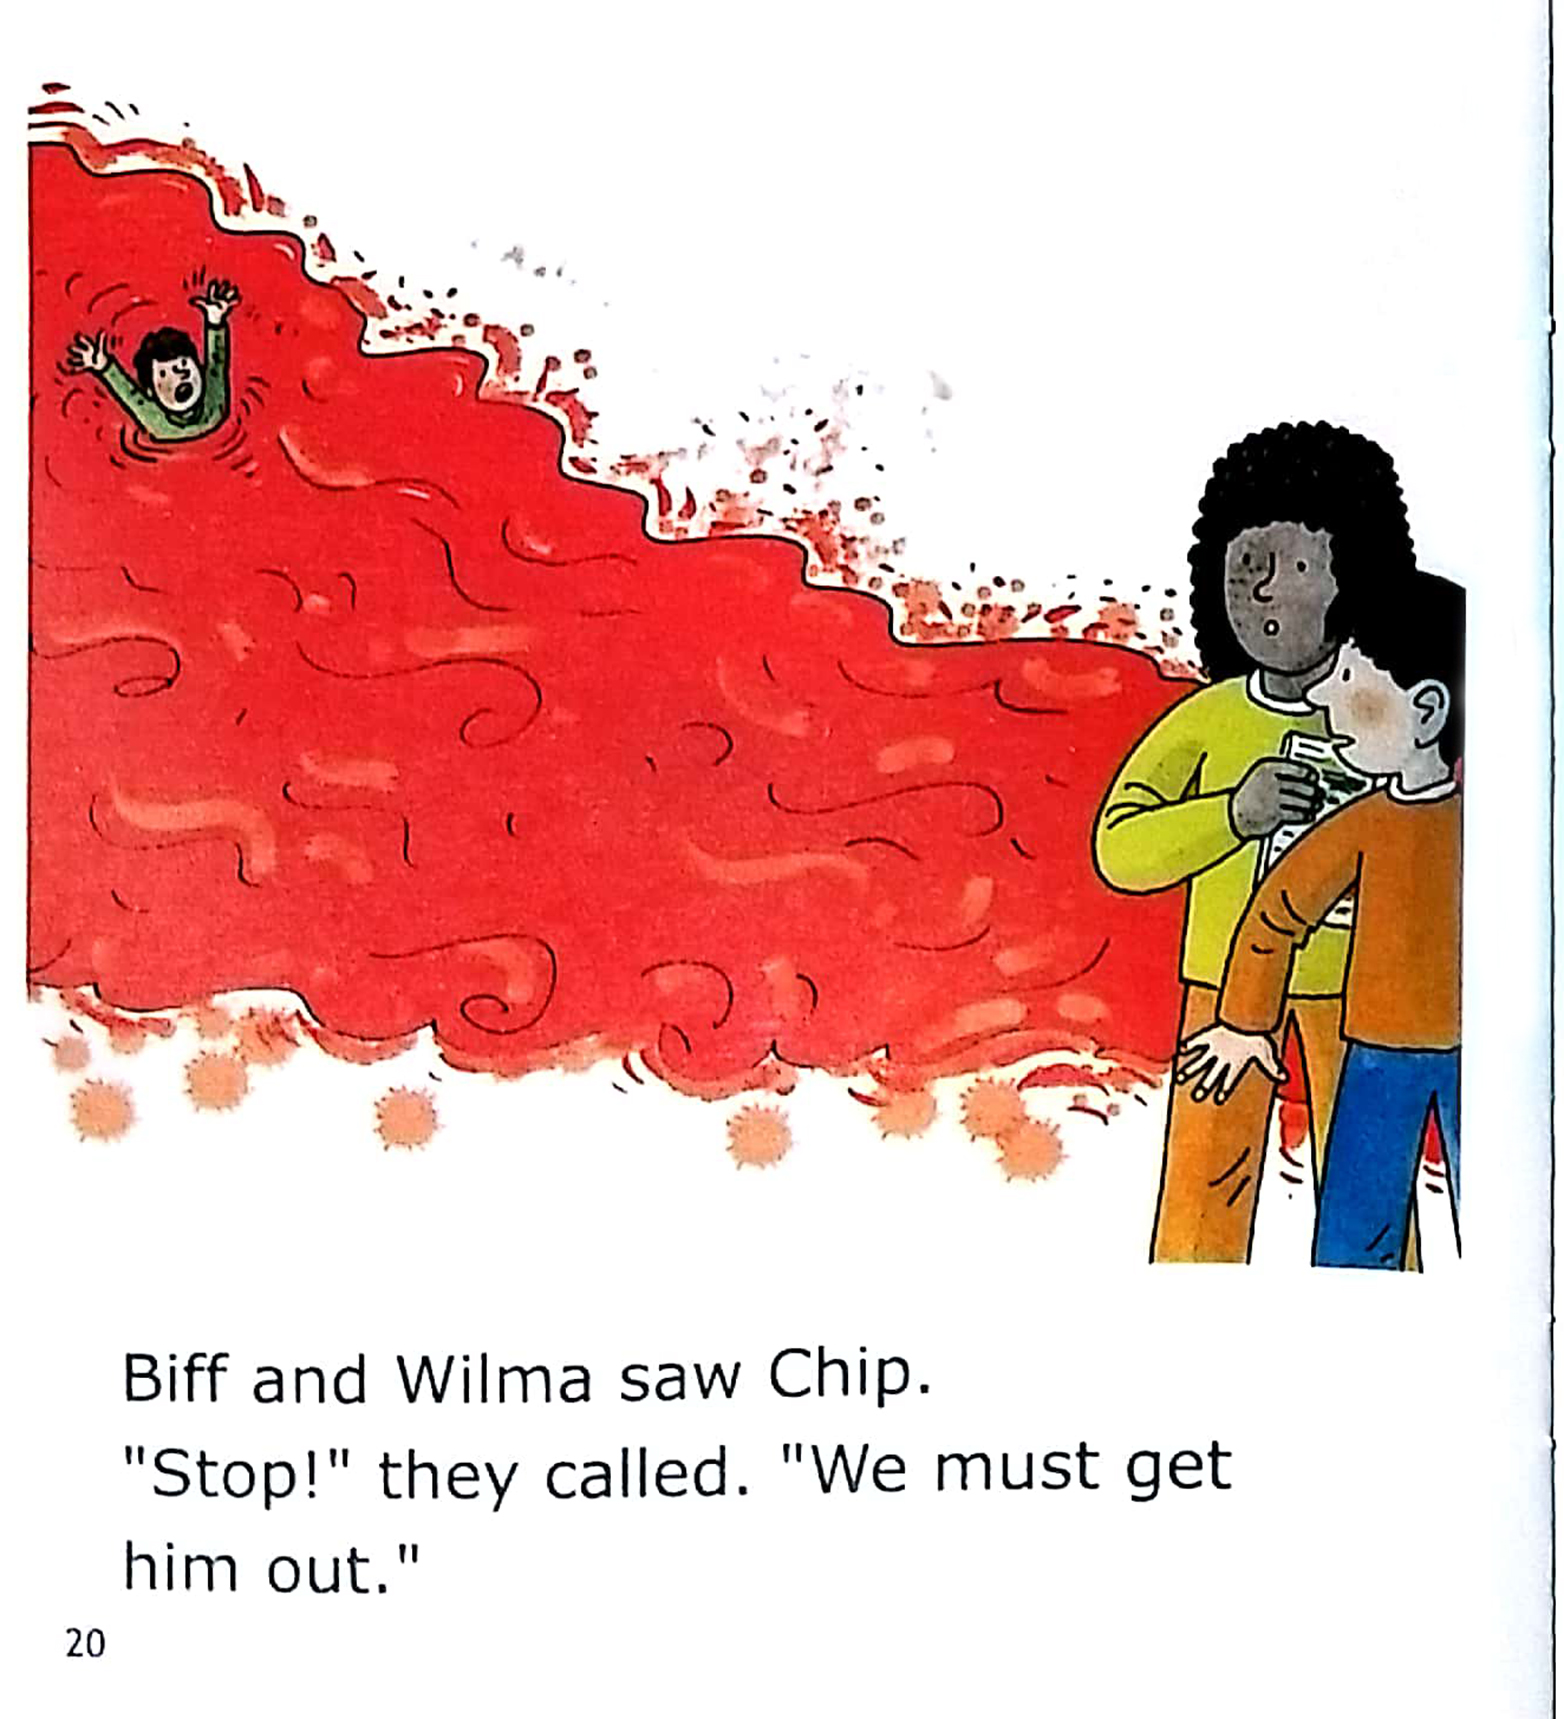 Biff and Wilma saw Chip.
"Stop!" they called. "We must get
him out."
20